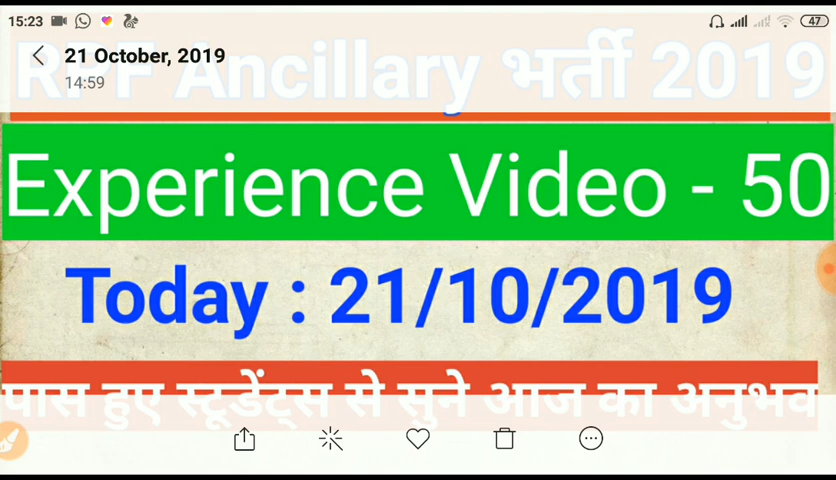 15:23 47
21 October, 2019
14:59
RPF Ancillary भर्ती 2019
Experience Video - 50
Today : 21/10/2019
पास हुए स्टूडेंट्स से सुने आज का अनुभव